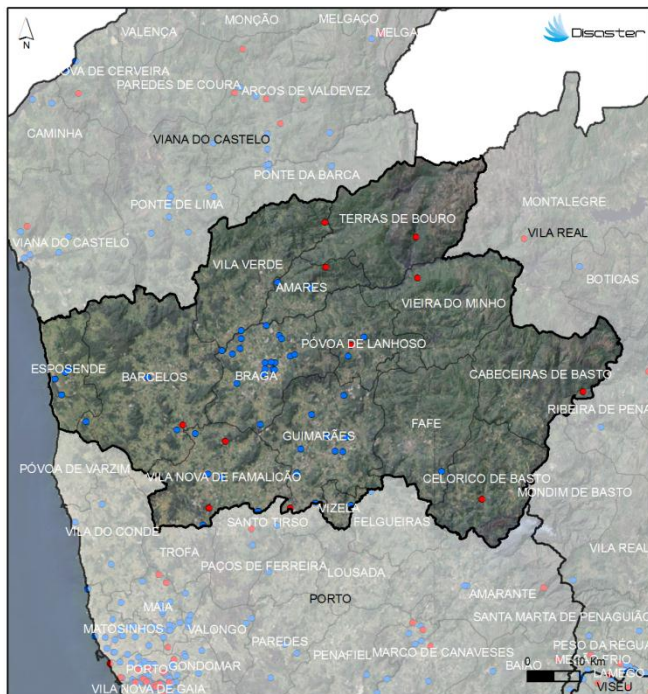 MONÇÃO
MELGAÇO
VALENÇA
MELGA
Disaster
N
OVA DE CERVEIRA
PAREDES DE COURA
ARCOS DE VALDEVEZ
CAMINHA
VIANA DO CASTELO
PONTE DA BARCA
PONTE DE LIMA
TERRAS DE BOURO
MONTALEGRE
VILA REAL
VIANA DO CASTELO
VILA VERDE
AMARES
BOTICAS
VIEIRA DO MINHO
PÓVOA DE LANHOSO
ESPOSENDE
BARCELOS
BRAGA
CABECEIRAS DE BASTO
RIBEIRA DE PENA
GUIMARÃES
FAFE
PÓVOA DE VARZIM
VILA NOVA DE FAMALICÃO
CELORICO DE BASTO
MONDIM DE BASTO
VILA DO CONDE
SANTO TIRSO
VIZELA
FELGUEIRAS
TROFA
VILA REAL
PAÇOS DE FERREIRA
LOUSADA
MAIA
PORTO
AMARANTE
SANTA MARTA DE PENAGUIÃO
MATOSINHOS
VALONGO
PAREDES
PESO DA RÉGUA
PORTO
GONDOMAR
PENAFIEL
MARCO DE CANAVESES
BAIÃO
0 10 Km
LAMEGO
VILA NOVA DE GAIA
VISEU